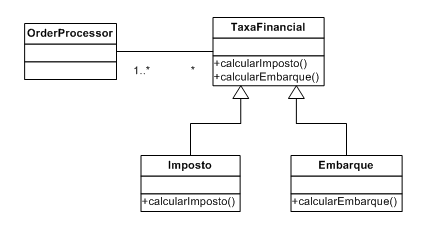 OrderProcessor
TaxaFinancial
+calcularImposto()
+calcularEmbarque()
1..*
*
Imposto
+calcularImposto()
Embarque
+calcularEmbarque()